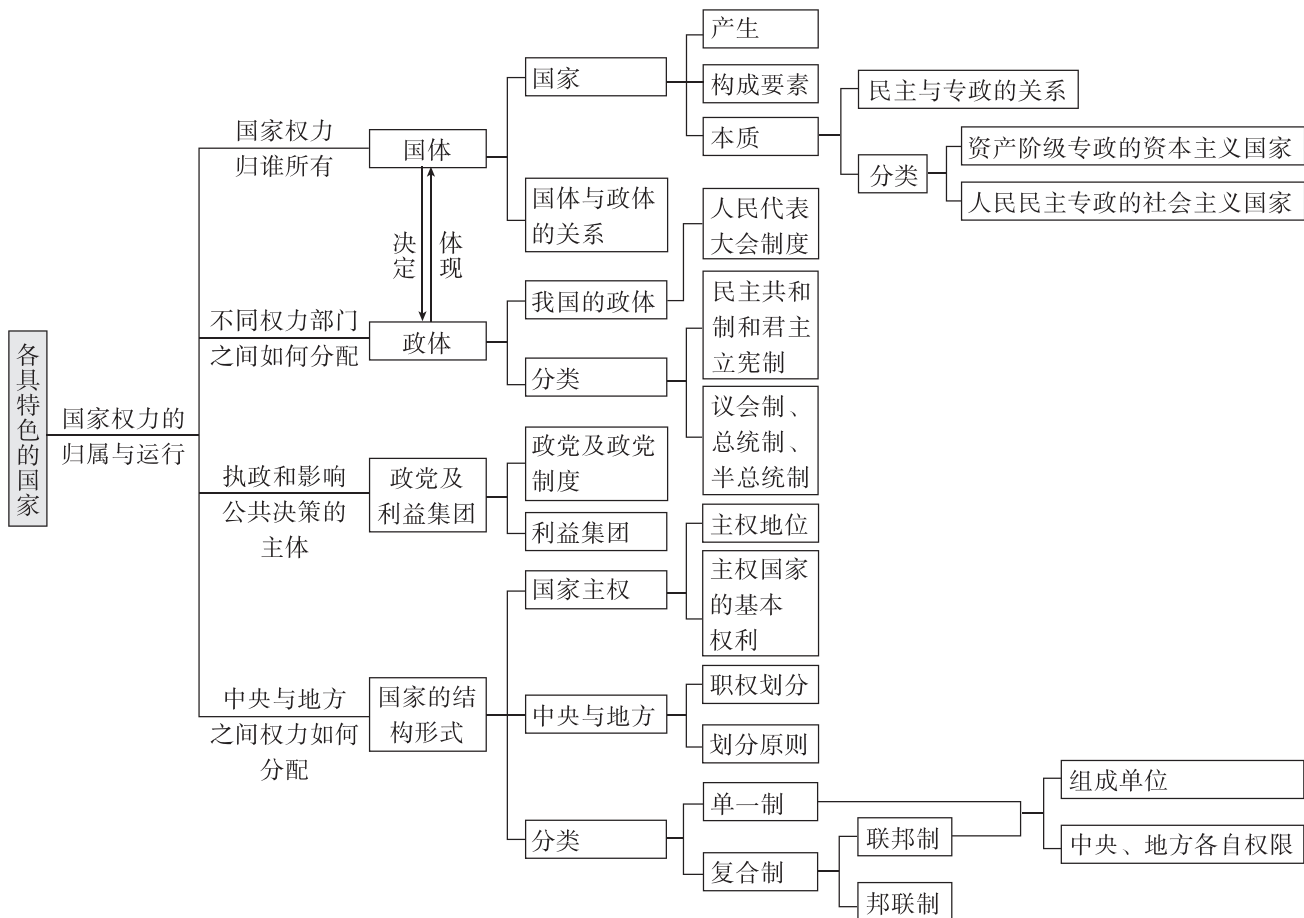 各具特色的国家
国家权力的
归属与运行
国家权力
归谁所有
国体
决定
体现
国家
产生
构成要素
本质
民主与专政的关系
分类
资产阶级专政的资本主义国家
人民民主专政的社会主义国家
国体与政体
的关系
不同权力部门
之间如何分配
政体
我国的政体
人民代表
大会制度
分类
民主共和
制和君主
立宪制
议会制、
总统制、
半总统制
执政和影响
公共决策的
主体
政党及
利益集团
政党及政党
制度
利益集团
中央与地方
之间权力如何
分配
国家的结
构形式
国家主权
主权地位
主权国家
的基本
权利
中央与地方
职权划分
划分原则
分类
单一制
复合制
联邦制
邦联制
组成单位
中央、地方各自权限